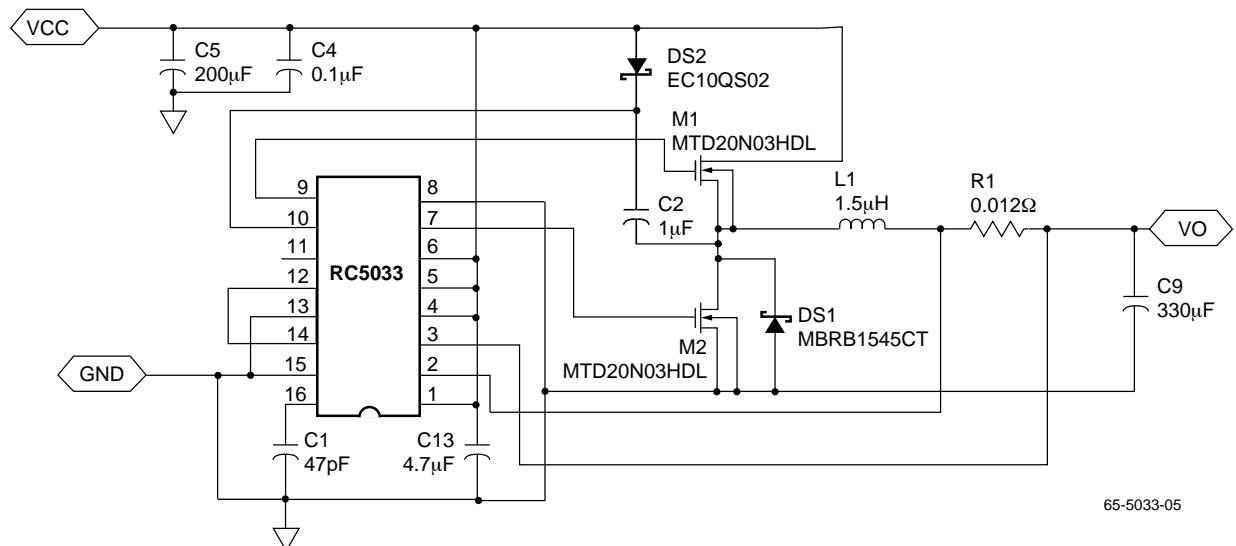 VCC
C5
200µF
C4
0.1µF
DS2
EC10QS02
M1
MTD20N03HDL
9
10
11
12
13
14
15
16
RC5033
8
7
6
5
4
3
2
1
C2
1µF
L1
1.5µH
R1
0.012Ω
VO
C9
330µF
DS1
MBRB1545CT
M2
MTD20N03HDL
GND
C1
47pF
C13
4.7µF
65-5033-05